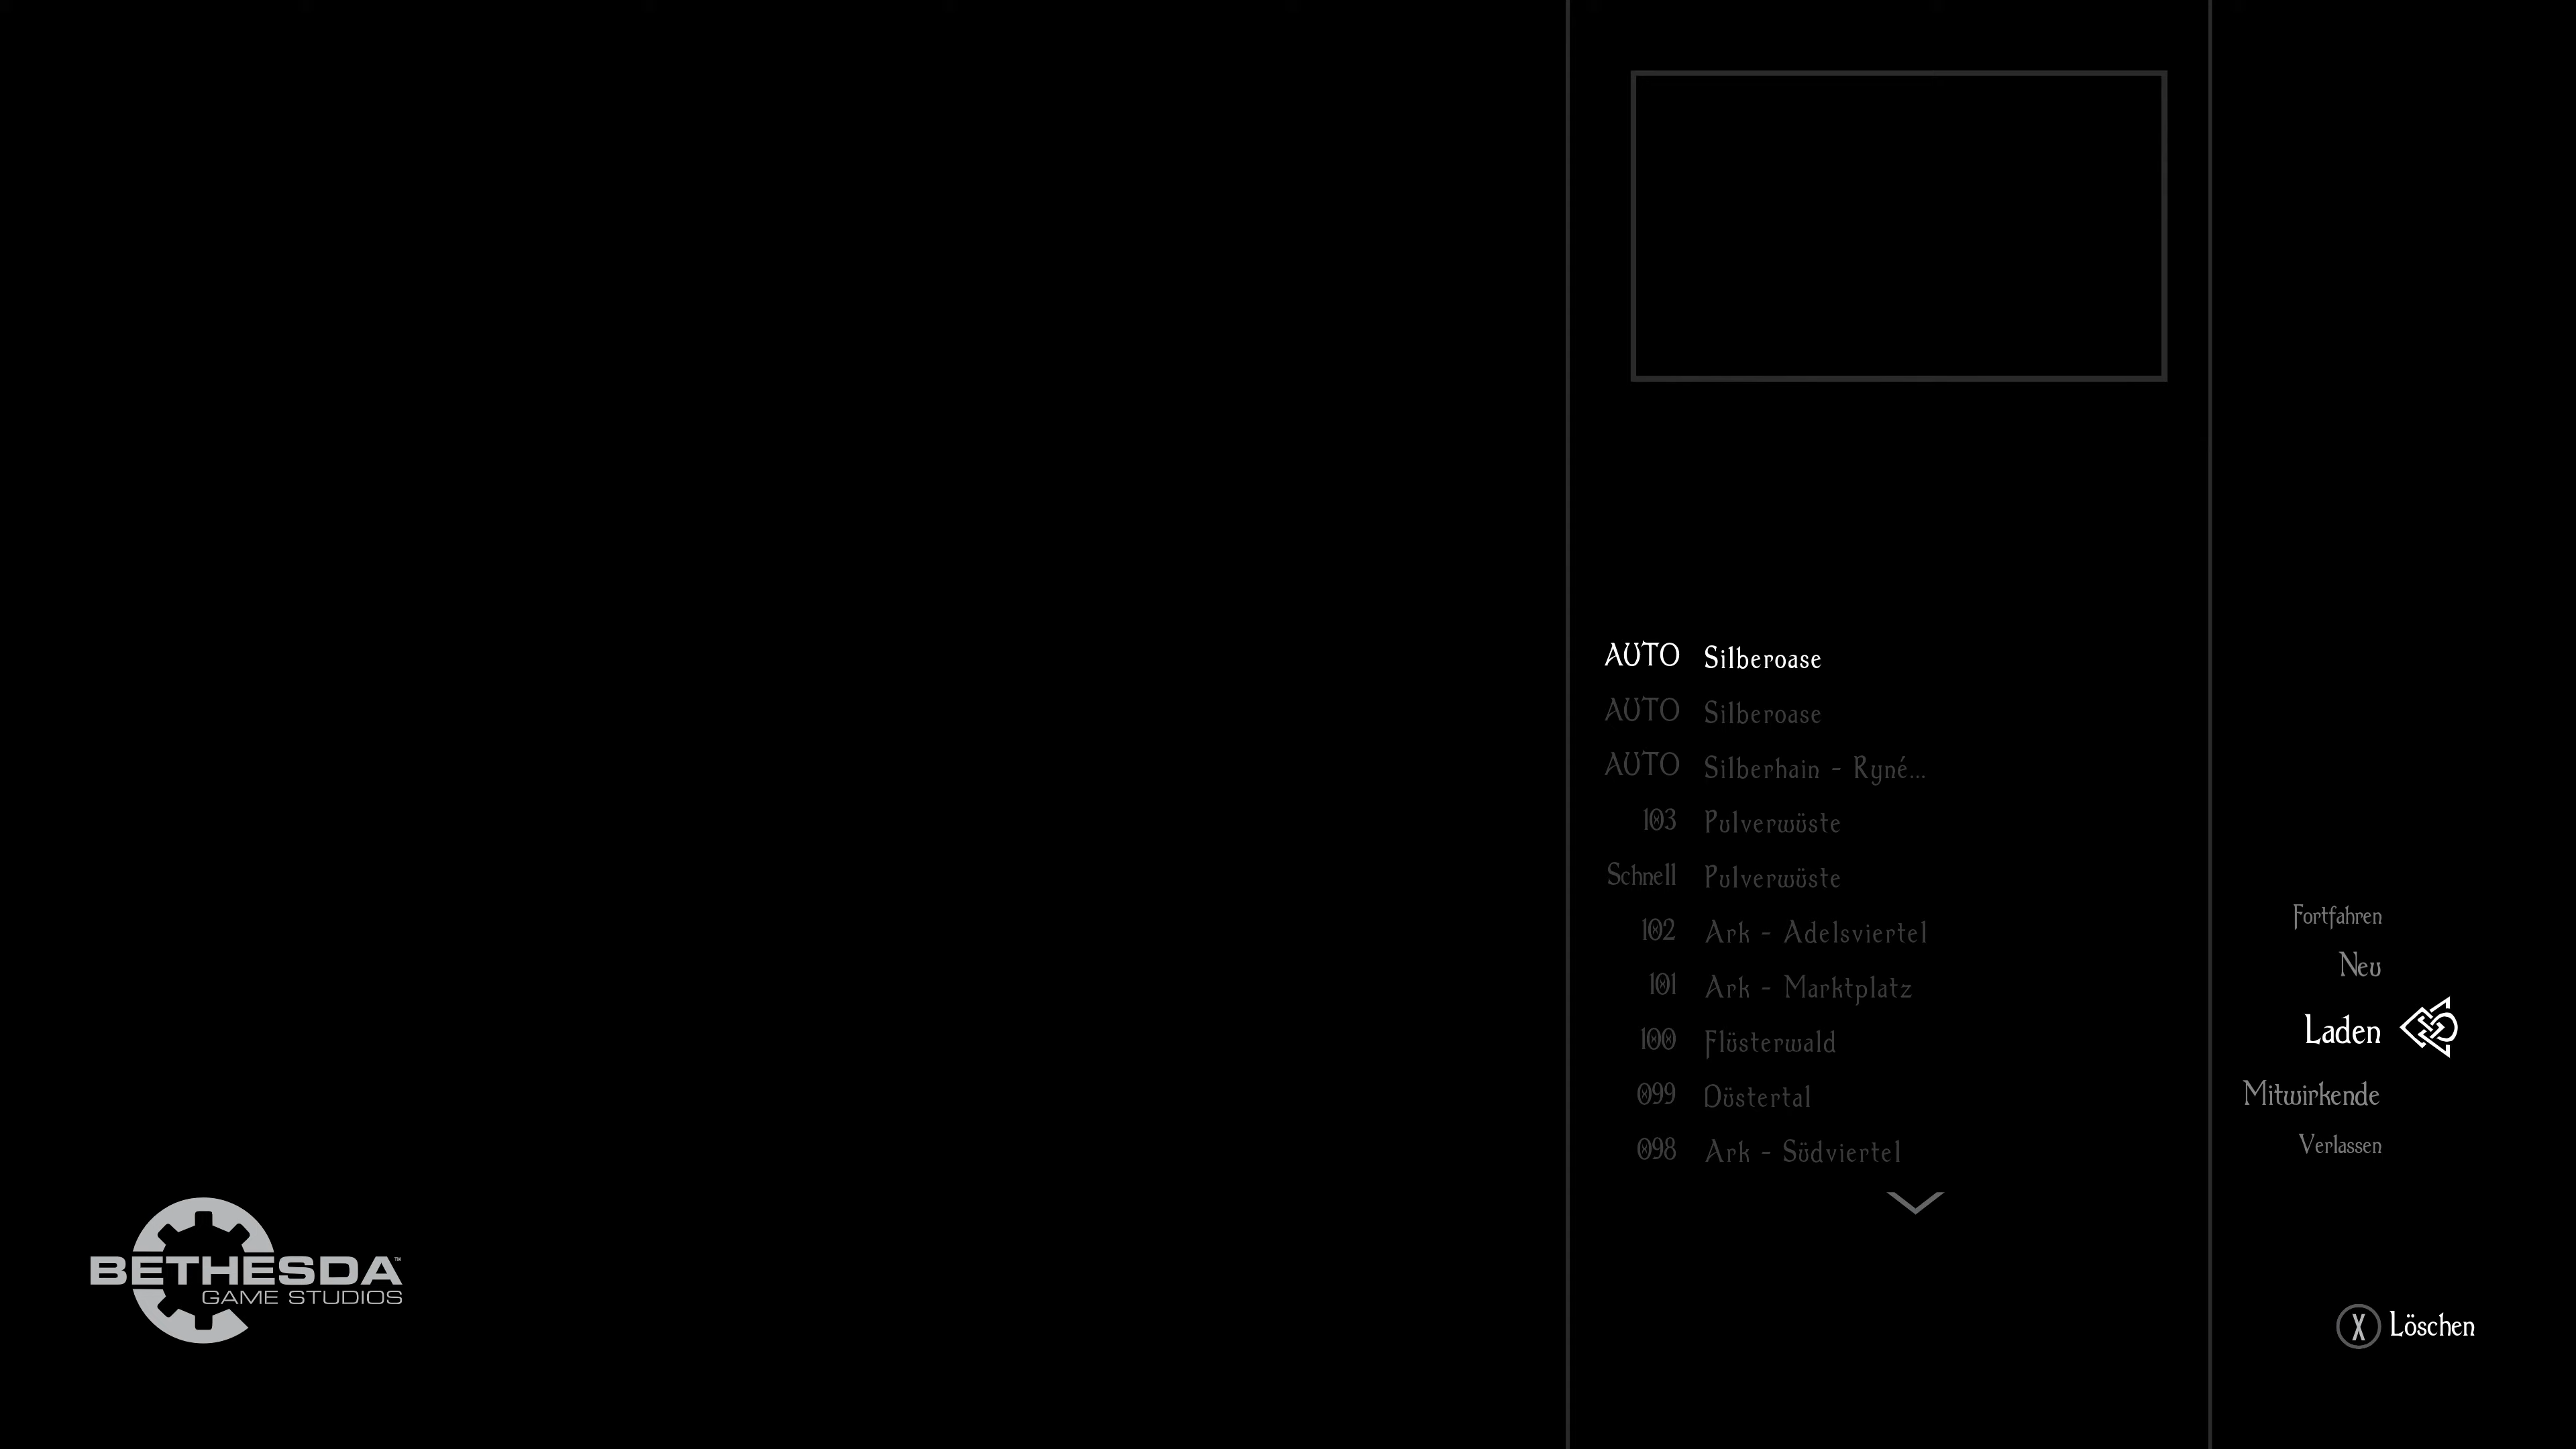 AUTO Silberoase
AUTO Silberoase
AUTO Silberhain - Ryné...
103 Pulverwüste
Schnell Pulverwüste
102 Ark - Adelsviertel
101 Ark - Marktplatz
100 Flüsterwald
099 Düstertal
098 Ark - Südviertel
Fortfahren
Neu
Laden
Mitwirkende
Verlassen
BETHESDA™
GAME STUDIOS
X Löschen